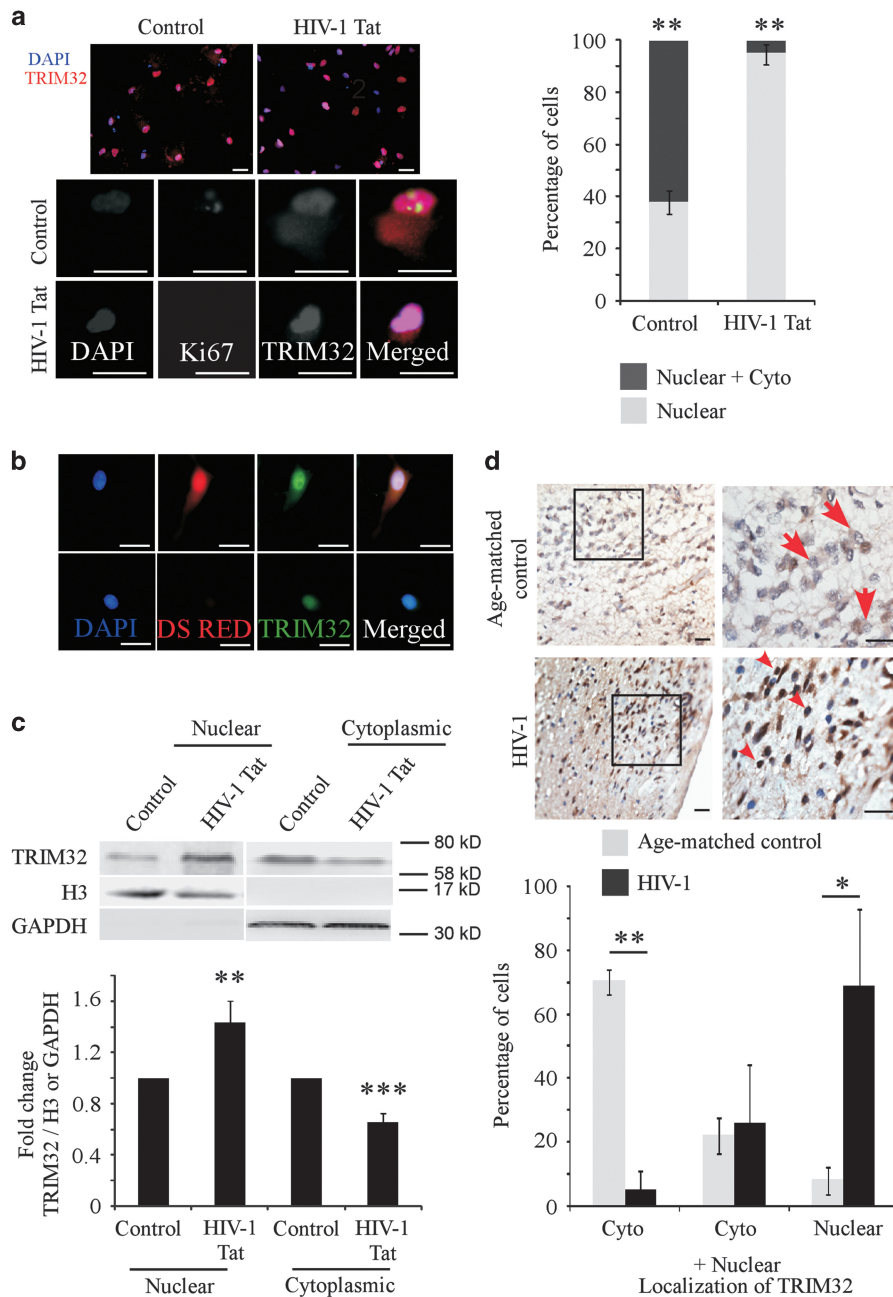 a
Control
HIV-1 Tat
DAPI
TRIM32
2
Control
HIV-1 Tat
DAPI
Ki67
TRIM32
Merged
Percentage of cells
100
80
60
40
20
0
** **
Control
HIV-1 Tat
Nuclear + Cyto
Nuclear
b
DAPI
DS RED
TRIM32
Merged
c
Nuclear
Cytoplasmic
Control
HIV-1 Tat
Control
HIV-1 Tat
TRIM32
H3
GAPDH
80 kD
58 kD
17 kD
30 kD
Fold change
TRIM32 / H3 or GAPDH
1.6
1.2
0.8
0.4
0
**
***
Control
HIV-1
Tat
Control
HIV-1
Tat
Nuclear
Cytoplasmic
d
Age-matched
control
HIV-1
Age-matched control
HIV-1
Percentage of cells
100
80
60
40
20
0
**
*
Cyto
Cyto
Nuclear
+ Nuclear
Localization of TRIM32